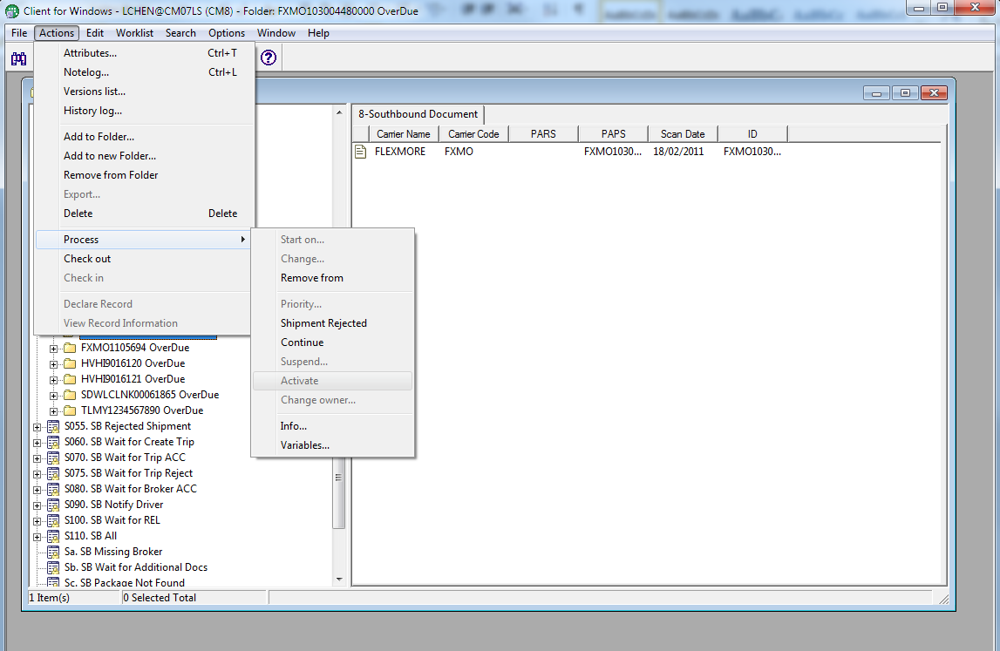 Client for Windows - LCHEN@CM07LS (CM8) - Folder: FXMO103004480000 OverDue
File Actions Edit Worklist Search Options Window Help
Attributes... Ctrl+T
Notelog... Ctrl+L
Versions list...
History log...
Add to Folder...
Add to new Folder...
Remove from Folder
Export...
Delete Delete
Process
Check out
Check in
Declare Record
View Record Information
Start on...
Change...
Remove from
Priority...
Shipment Rejected
Continue
Suspend...
Activate
Change owner...
Info...
Variables...
8-Southbound Document
Carrier Name Carrier Code PARS PAPS Scan Date ID
FLEXMORE FXMO FXMO1030... 18/02/2011 FXMO1030...
FXMO1105694 OverDue
HVHI9016120 OverDue
HVHI9016121 OverDue
SDWLCLNK00061865 OverDue
TLMY1234567890 OverDue
S055. SB Rejected Shipment
S060. SB Wait for Create Trip
S070. SB Wait for Trip ACC
S075. SB Wait for Trip Reject
S080. SB Wait for Broker ACC
S090. SB Notify Driver
S100. SB Wait for REL
S110. SB All
Sa. SB Missing Broker
Sb. SB Wait for Additional Docs
Sc. SB Package Not Found
1 Item(s) 0 Selected Total